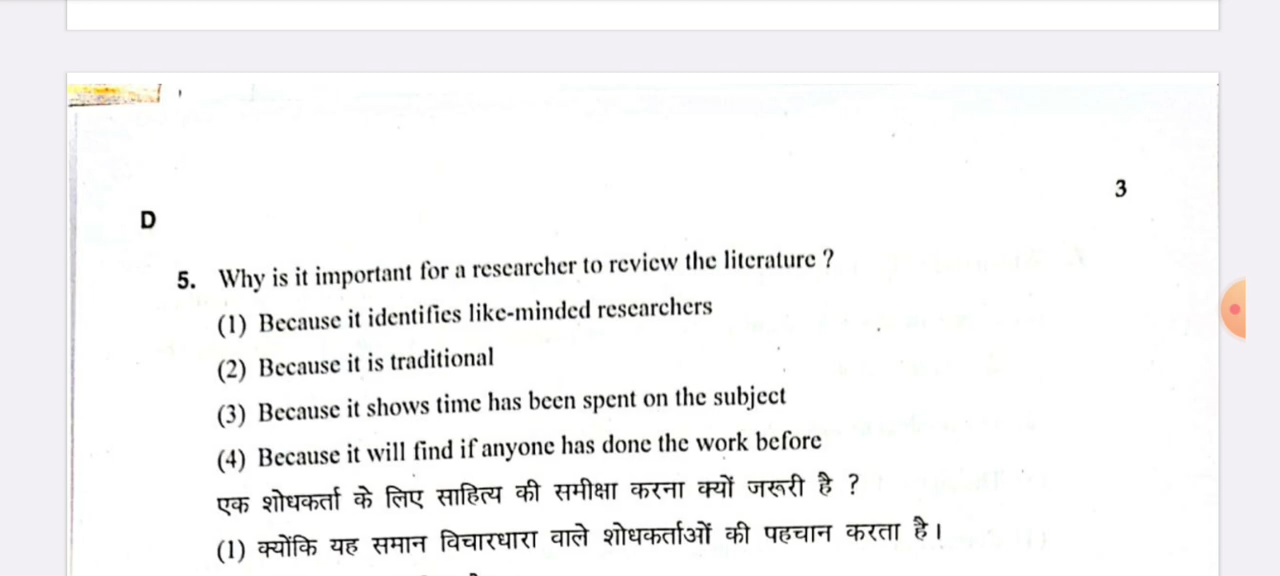 3
D
5. Why is it important for a researcher to review the literature ?
(1) Because it identifies like-minded researchers
(2) Because it is traditional
(3) Because it shows time has been spent on the subject
(4) Because it will find if anyone has done the work before
एक शोधकर्ता के लिए साहित्य की समीक्षा करना क्यों जरूरी है ?
(1) क्योंकि यह समान विचारधारा वाले शोधकर्ताओं की पहचान करता है।